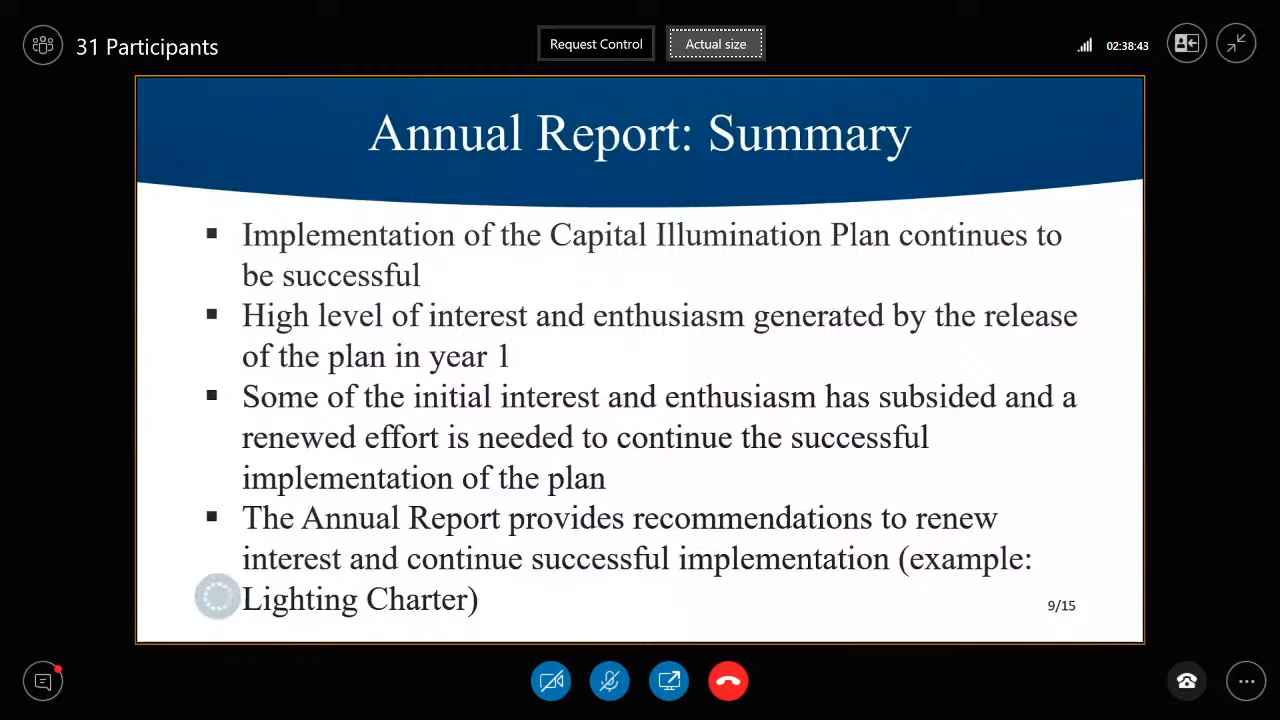 31 Participants
Request Control
Actual size
02:38:43
Annual Report: Summary
▪ Implementation of the Capital Illumination Plan continues to
be successful
▪ High level of interest and enthusiasm generated by the release
of the plan in year 1
▪ Some of the initial interest and enthusiasm has subsided and a
renewed effort is needed to continue the successful
implementation of the plan
▪ The Annual Report provides recommendations to renew
interest and continue successful implementation (example:
Lighting Charter)
9/15